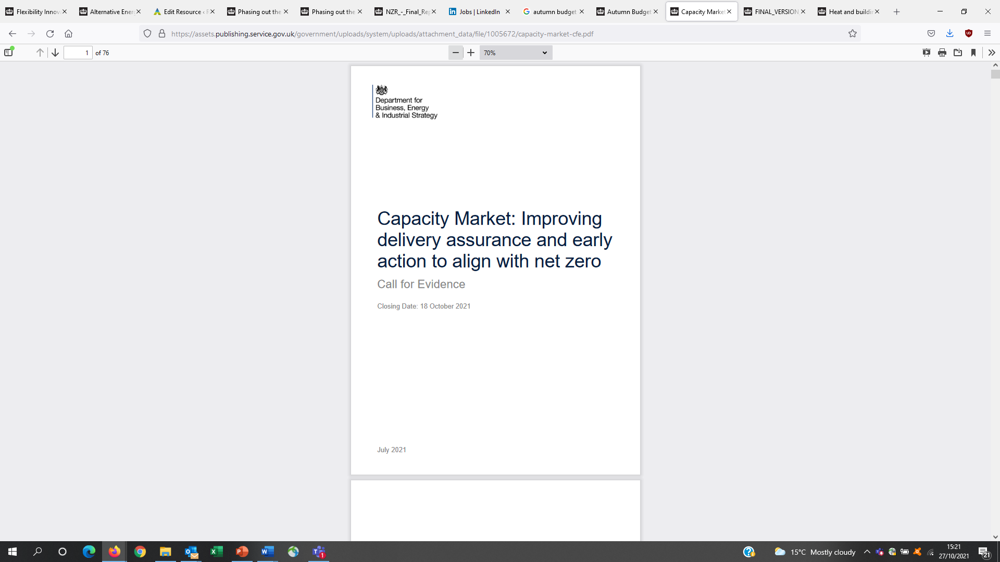 Flexibility Innov
Alternative Energ
Edit Resource ‹ R
Phasing out the
Phasing out the
NZR_-_Final_Rep
Jobs | LinkedIn
autumn budget
Autumn Budget
Capacity Market
FINAL_VERSION
Heat and buildin
https://assets.publishing.service.gov.uk/government/uploads/system/uploads/attachment_data/file/1005672/capacity-market-cfe.pdf
1 of 76
70%
Department for
Business, Energy
& Industrial Strategy
Capacity Market: Improving
delivery assurance and early
action to align with net zero
Call for Evidence
Closing Date: 18 October 2021
July 2021
15°C Mostly cloudy
15:21
27/10/2021
21
1